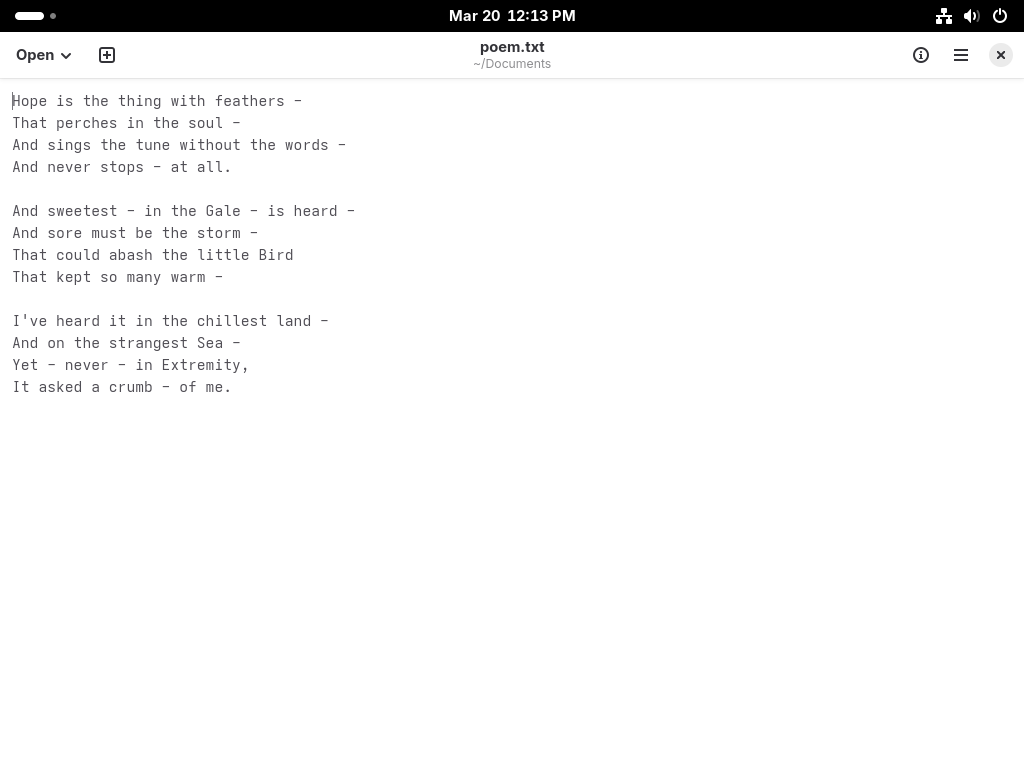 Mar 20 12:13 PM
Open
poem.txt
~/Documents
Hope is the thing with feathers –
That perches in the soul –
And sings the tune without the words –
And never stops – at all.

And sweetest – in the Gale – is heard –
And sore must be the storm –
That could abash the little Bird
That kept so many warm –

I've heard it in the chillest land –
And on the strangest Sea –
Yet – never – in Extremity,
It asked a crumb – of me.